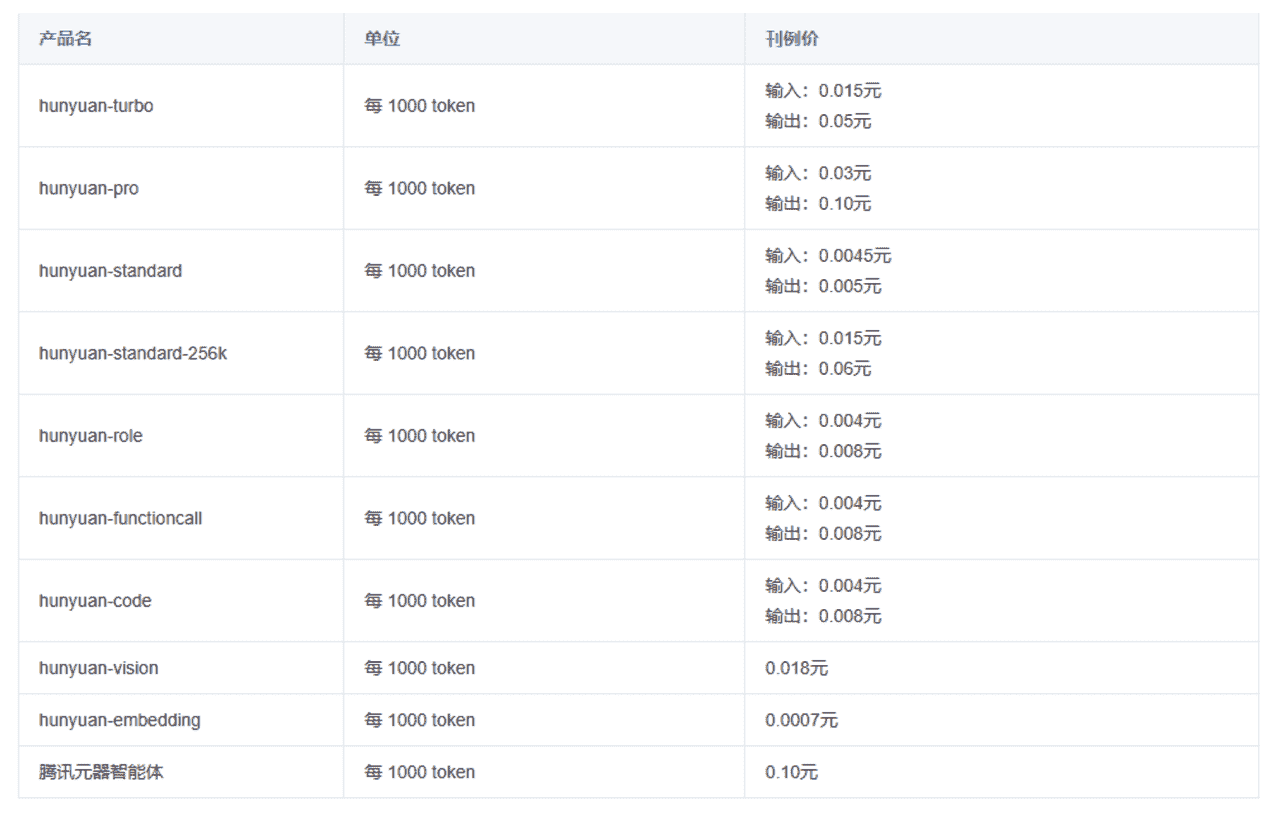 产品名 单位 刊例价
hunyuan-turbo 每 1000 token 输入：0.015元
输出：0.05元
hunyuan-pro 每 1000 token 输入：0.03元
输出：0.10元
hunyuan-standard 每 1000 token 输入：0.0045元
输出：0.005元
hunyuan-standard-256k 每 1000 token 输入：0.015元
输出：0.06元
hunyuan-role 每 1000 token 输入：0.004元
输出：0.008元
hunyuan-functioncall 每 1000 token 输入：0.004元
输出：0.008元
hunyuan-code 每 1000 token 输入：0.004元
输出：0.008元
hunyuan-vision 每 1000 token 0.018元
hunyuan-embedding 每 1000 token 0.0007元
腾讯元器智能体 每 1000 token 0.10元